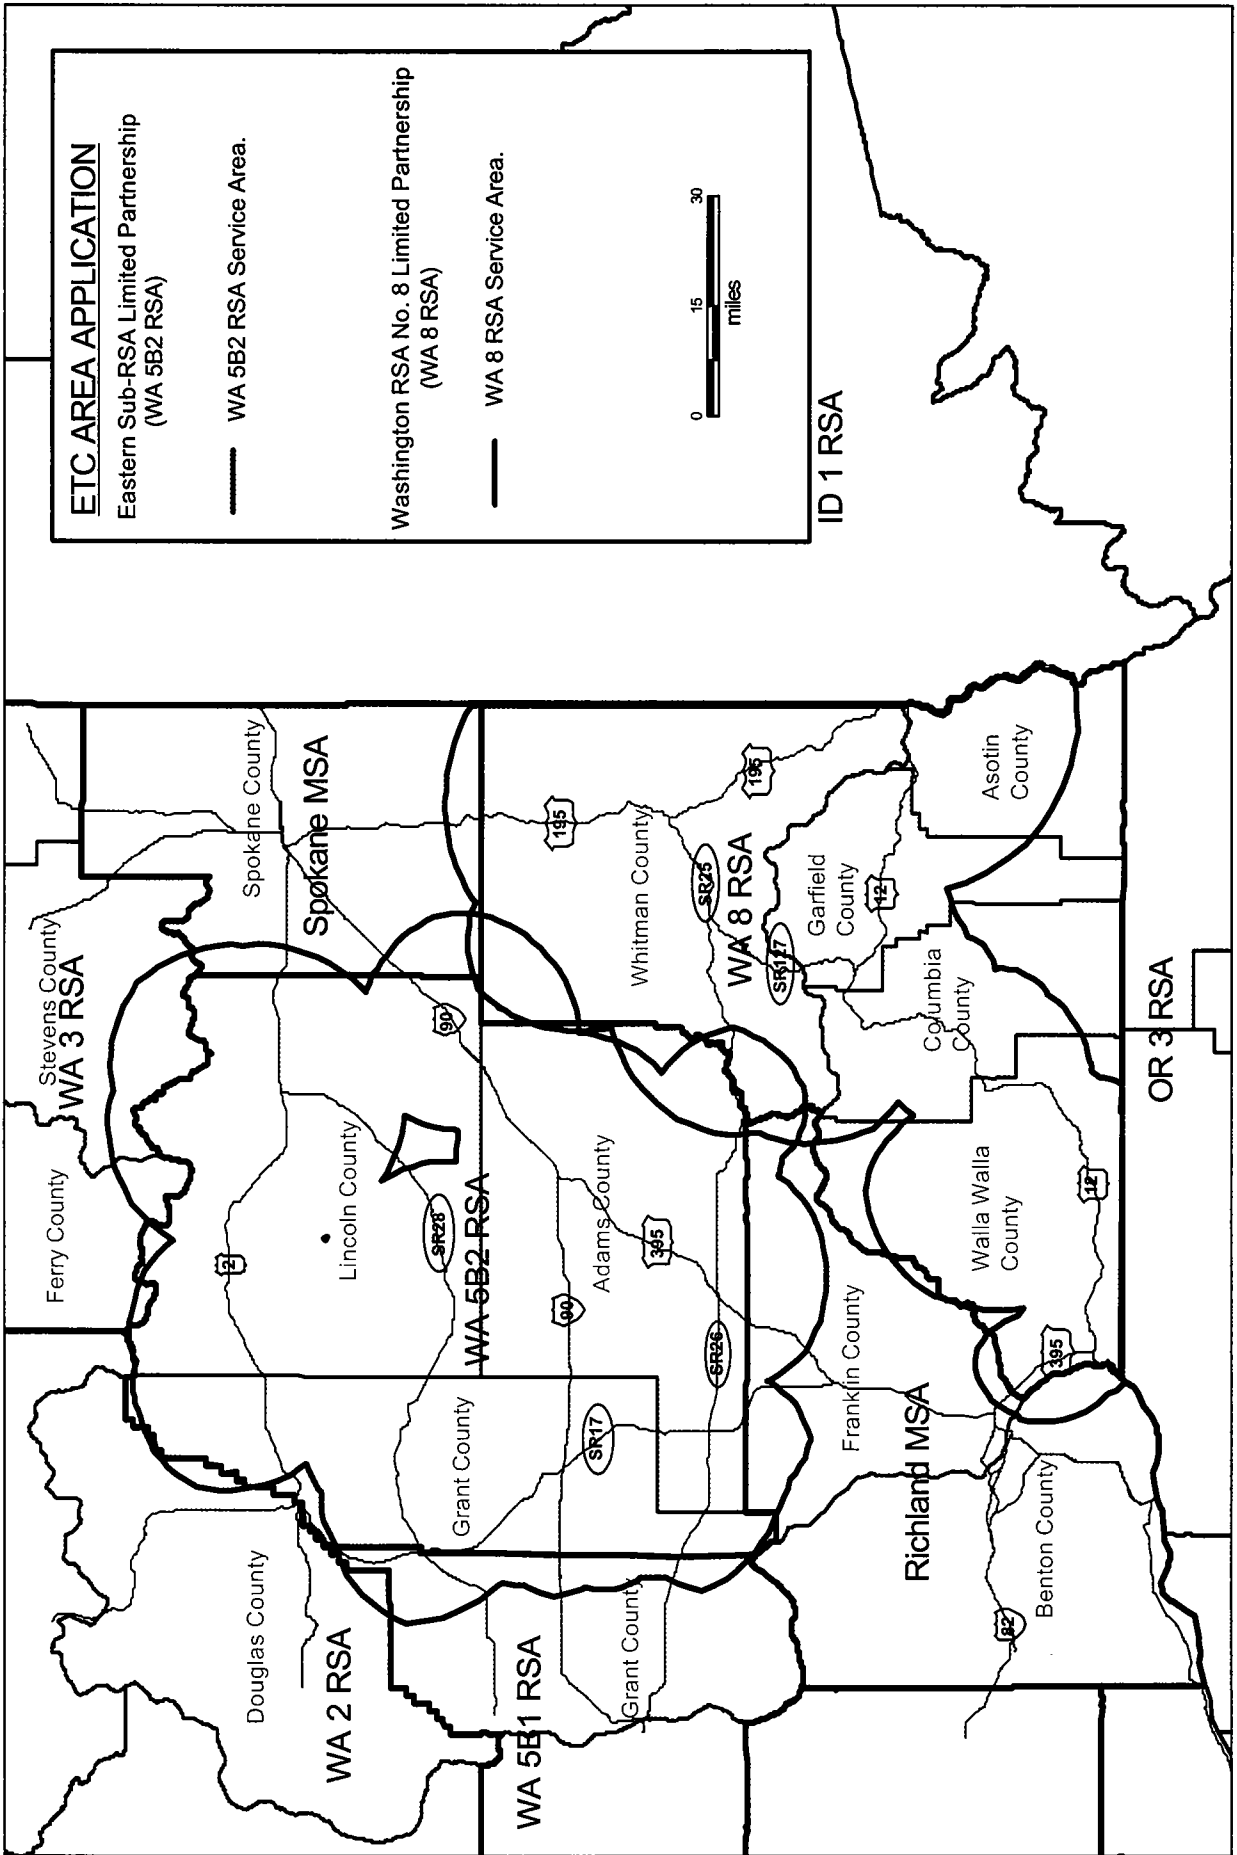 ETC AREA APPLICATION
Eastern Sub-RSA Limited Partnership
(WA 5B2 RSA)
WA 5B2 RSA Service Area.
Washington RSA No. 8 Limited Partnership
(WA 8 RSA)
WA 8 RSA Service Area.
0 15 30
miles
Ferry County
Stevens County
WA 3 RSA
Spokane County
Spokane MSA
Douglas County
WA 2 RSA
2
Lincoln County
90
SR28
Grant County
WA 5B2 RSA
WA 5B1 RSA
Grant County
SR17
90
Adams County
395
SR26
195
Whitman County
195
SR25
WA 8 RSA
SR127
Garfield
County
12
Asotin
County
Columbia
County
Franklin County
Richland MSA
Walla Walla
County
12
395
Benton County
82
ID 1 RSA
OR 3 RSA